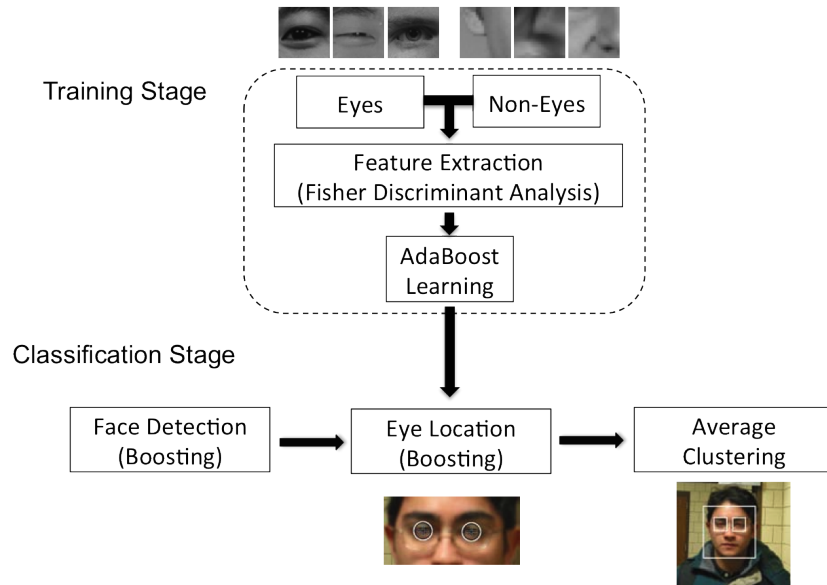 Training Stage
Eyes
Non-Eyes
Feature Extraction
(Fisher Discriminant Analysis)
AdaBoost
Learning
Classification Stage
Face Detection
(Boosting)
Eye Location
(Boosting)
Average
Clustering